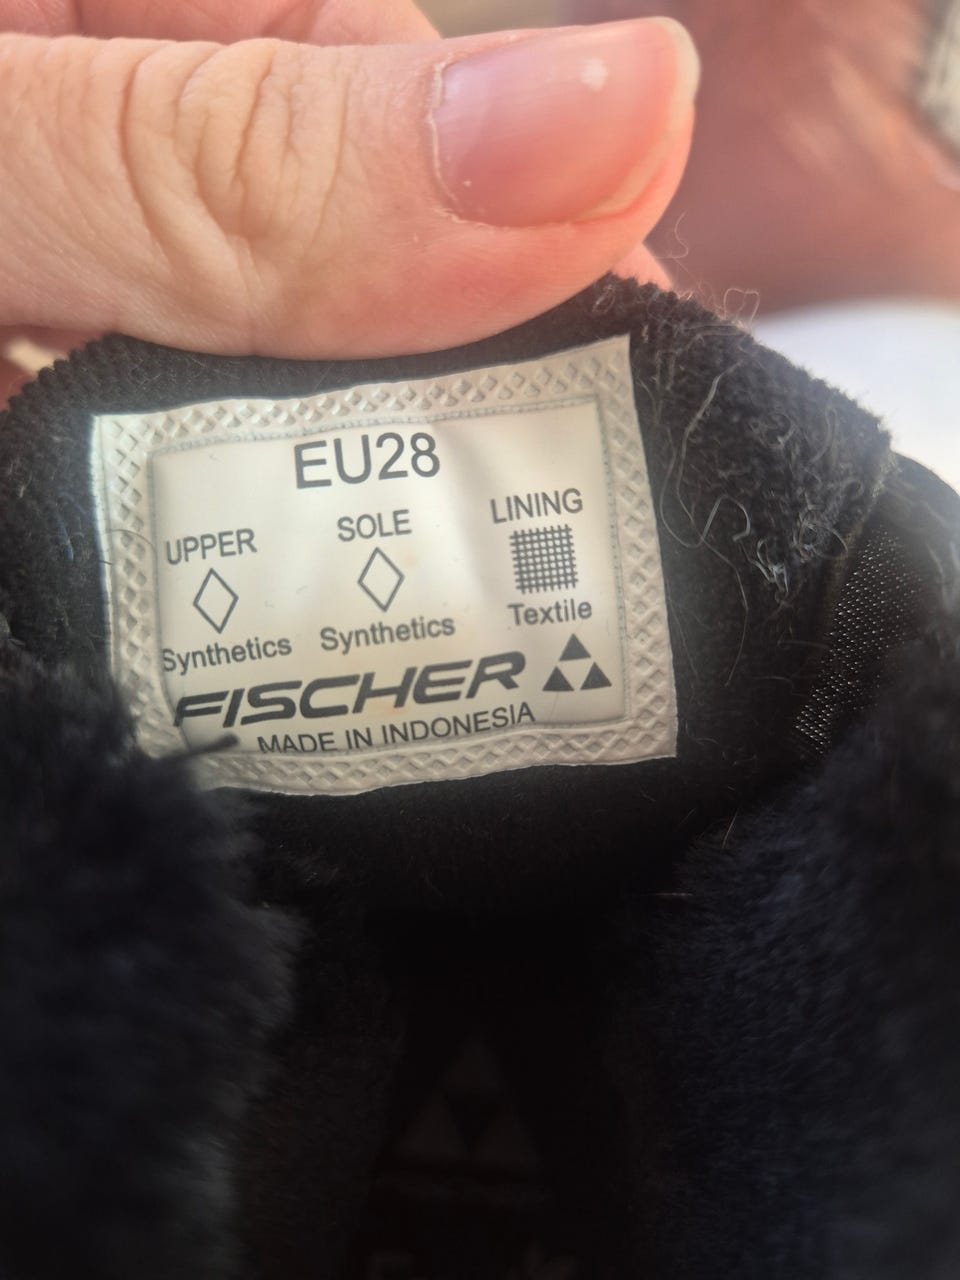 EU28
UPPER SOLE LINING
Synthetics Synthetics Textile
FISCHER
MADE IN INDONESIA